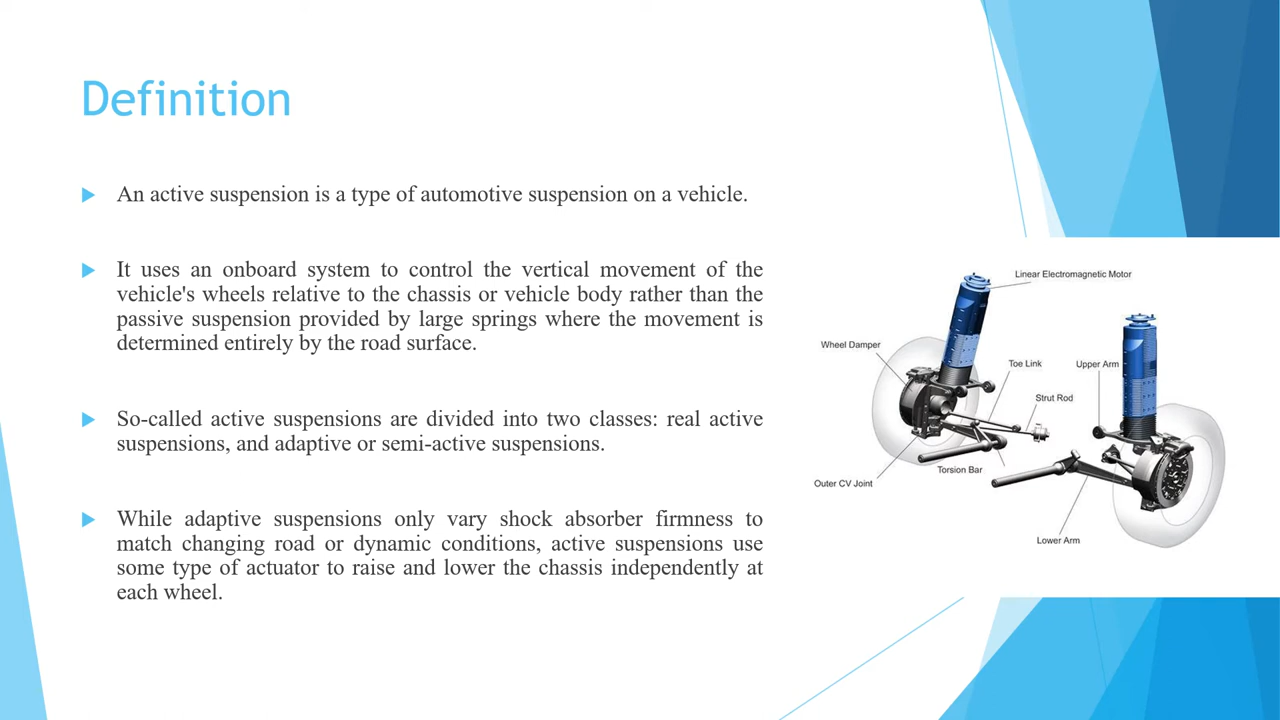 Definition
An active suspension is a type of automotive suspension on a vehicle.
It uses an onboard system to control the vertical movement of the
vehicle's wheels relative to the chassis or vehicle body rather than the
passive suspension provided by large springs where the movement is
determined entirely by the road surface.
So-called active suspensions are divided into two classes: real active
suspensions, and adaptive or semi-active suspensions.
While adaptive suspensions only vary shock absorber firmness to
match changing road or dynamic conditions, active suspensions use
some type of actuator to raise and lower the chassis independently at
each wheel.
Linear Electromagnetic Motor
Wheel Damper
Toe Link
Upper Arm
Strut Rod
Torsion Bar
Outer CV Joint
Lower Arm